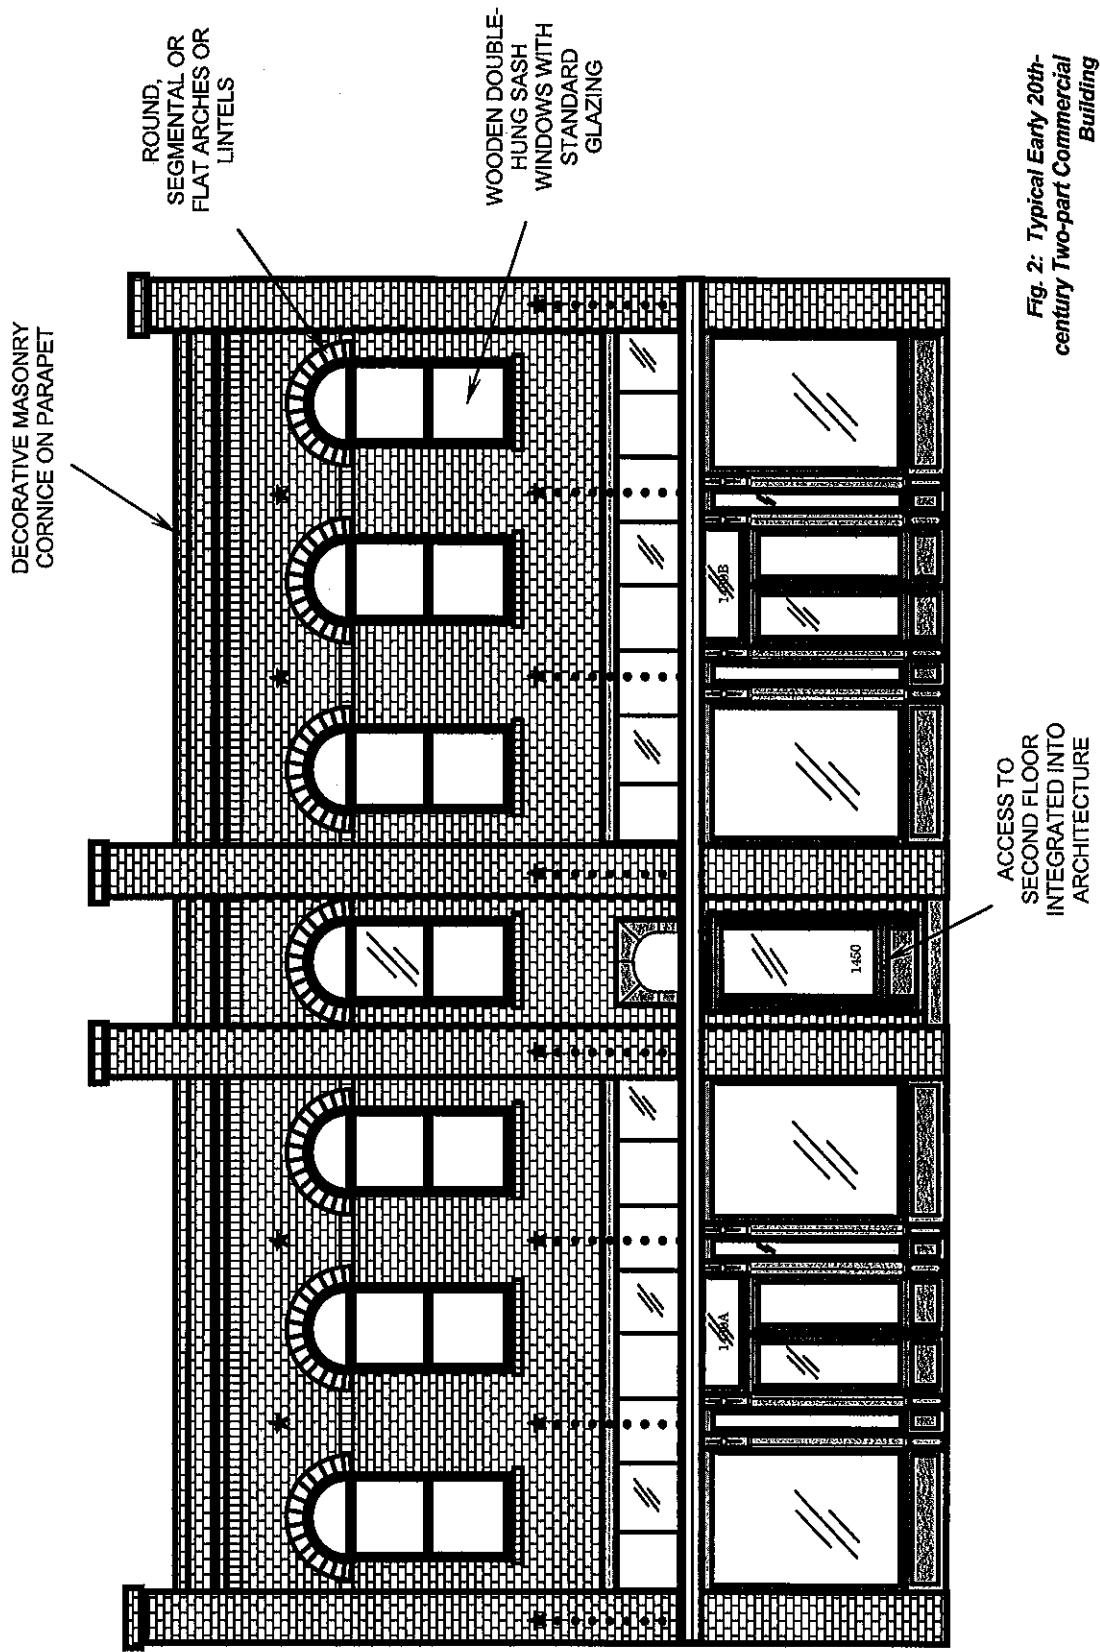 DECORATIVE MASONRY
CORNICE ON PARAPET
ROUND,
SEGMENTAL OR
FLAT ARCHES OR
LINTELS
WOODEN DOUBLE-
HUNG SASH
WINDOWS WITH
STANDARD
GLAZING
1450A
1450
1450B
ACCESS TO
SECOND FLOOR
INTEGRATED INTO
ARCHITECTURE
Fig. 2: Typical Early 20th-
century Two-part Commercial
Building